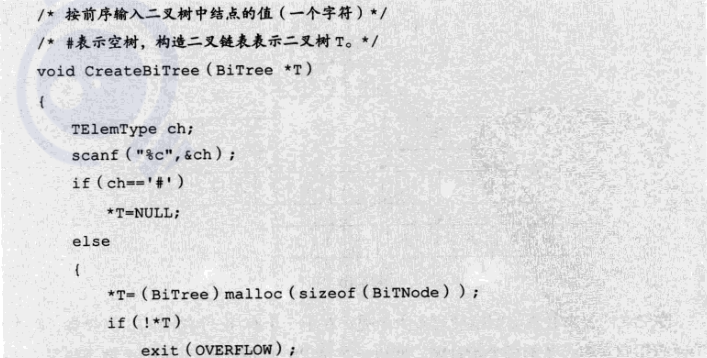 /* 按前序输入二叉树中结点的值（一个字符）*/
/* #表示空树，构造二叉链表表示二叉树T。*/
void CreateBiTree（BiTree *T）
{
TElemType ch;
scanf（"%c",&ch）;
if（ch=='#'）
*T=NULL;
else
{
*T=（BiTree）malloc（sizeof（BiTNode））;
if（!*T）
exit（OVERFLOW）;